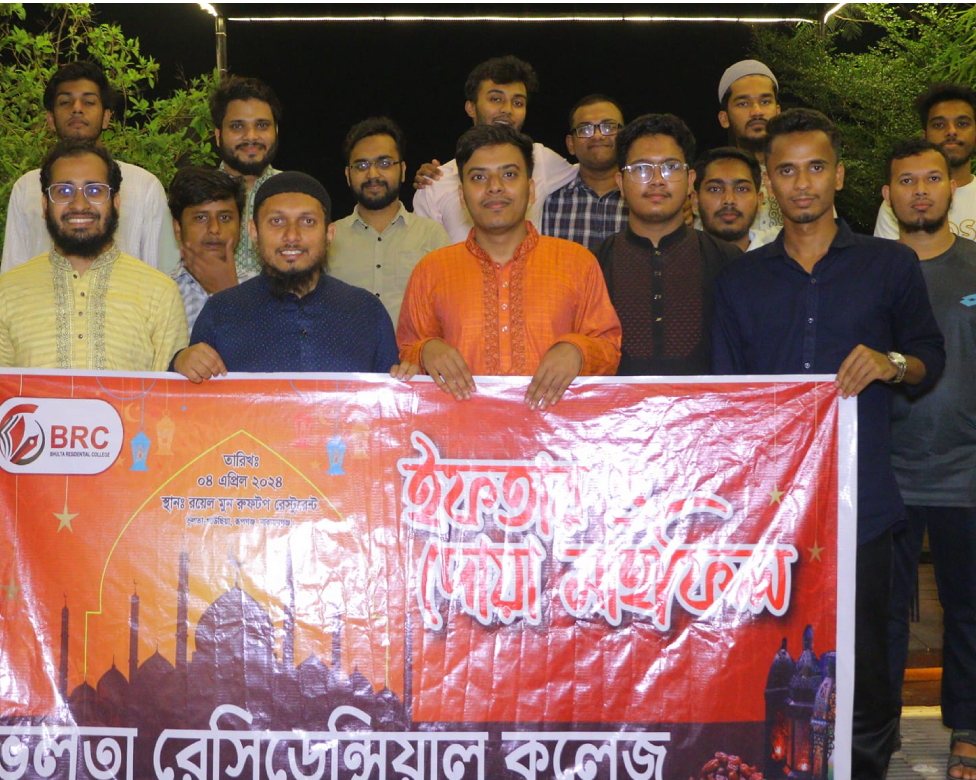 BRC
BHULTA RESIDENTIAL COLLEGE
তারিখঃ
০৪ এপ্রিল ২০২৪
স্থানঃ রয়েল মুন রুফটপ রেস্টুরেন্ট
ইফতার
দোয়া মাহফিল
ভুলতা রেসিডেন্সিয়াল কলেজ